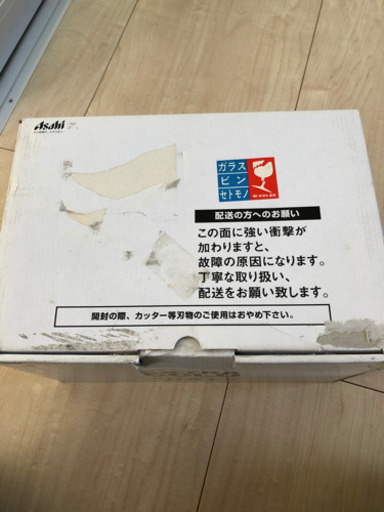 Asahi
ガラス
ビン
セトモノ
配送の方へのお願い
この面に強い衝撃が
加わりますと、
故障の原因になります。
丁寧な取り扱い、
配送をお願い致します。
開封の際、カッター等刃物のご使用はおやめ下さい。